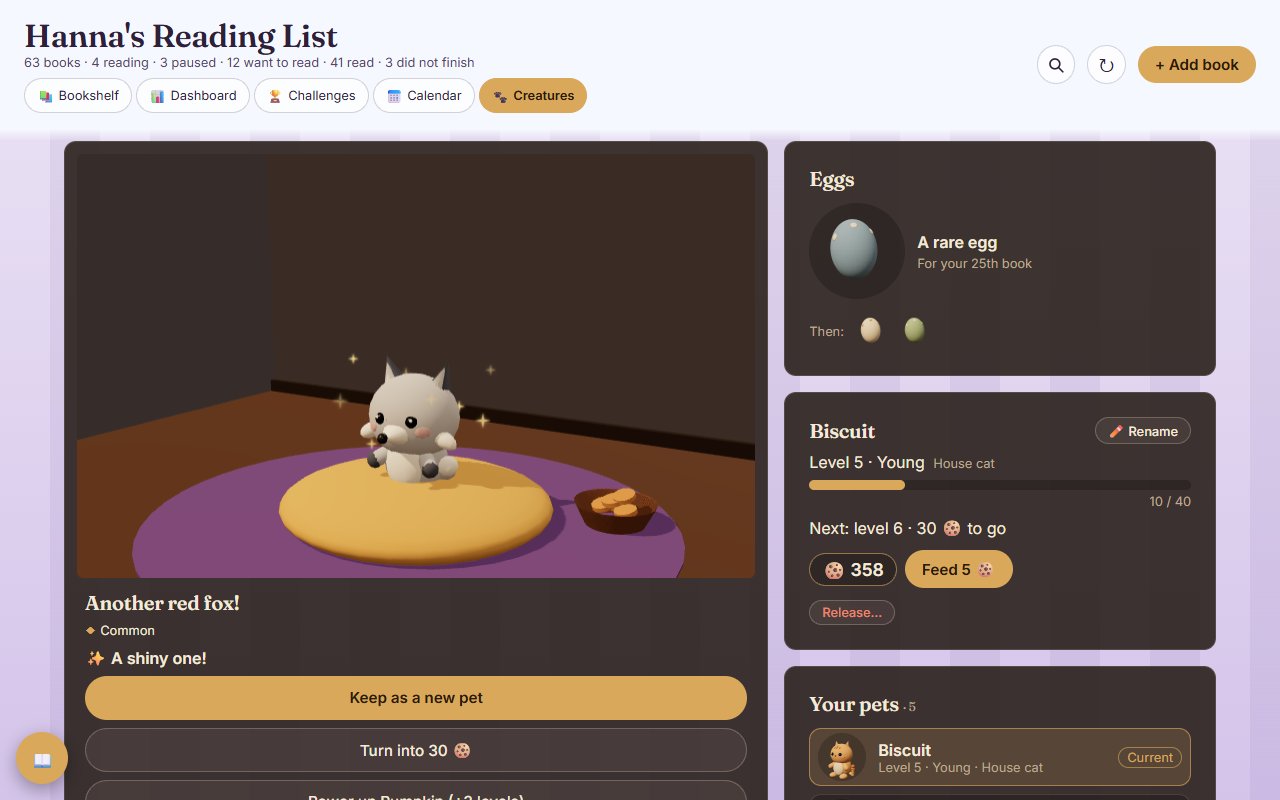 Hanna's Reading List
63 books · 4 reading · 3 paused · 12 want to read · 41 read · 3 did not finish
Bookshelf
Dashboard
Challenges
Calendar
Creatures
+ Add book
Another red fox!
Common
A shiny one!
Keep as a new pet
Turn into 30
Eggs
A rare egg
For your 25th book
Then:
Biscuit
Rename
Level 5 · Young House cat
10 / 40
Next: level 6 · 30 to go
358
Feed 5
Release...
Your pets · 5
Biscuit
Level 5 · Young · House cat
Current